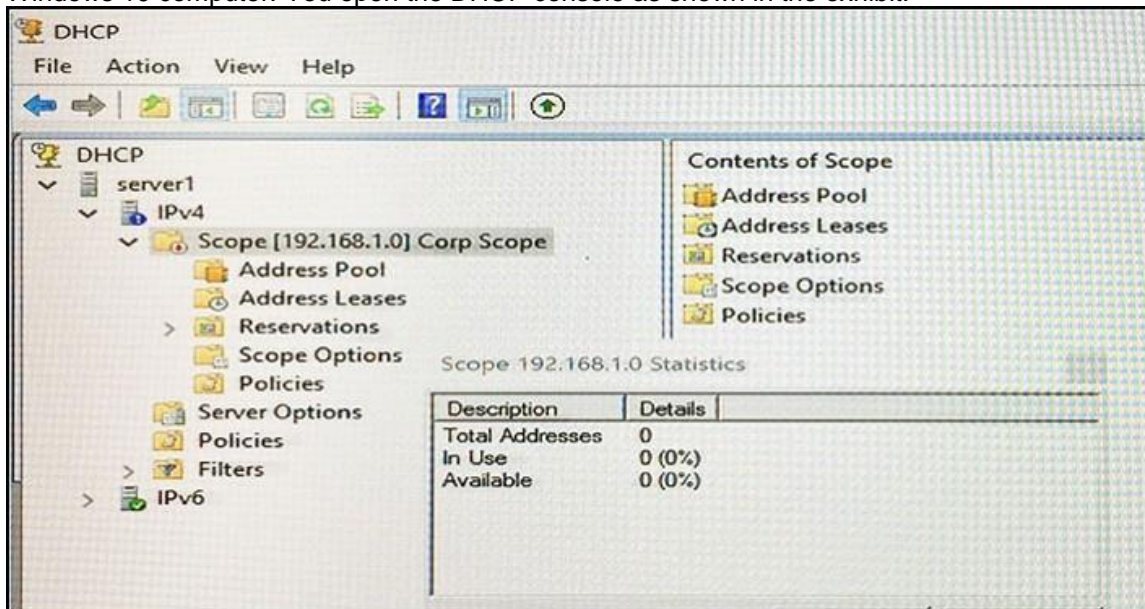 Windows 10 computer. You open the DHCP console as shown in the exhibit.
DHCP
File Action View Help
DHCP
server1
IPv4
Scope [192.168.1.0] Corp Scope
Address Pool
Address Leases
Reservations
Scope Options
Policies
Server Options
Policies
Filters
IPv6
Contents of Scope
Address Pool
Address Leases
Reservations
Scope Options
Policies
Scope 192.168.1.0 Statistics
Description Details
Total Addresses 0
In Use 0 (0%)
Available 0 (0%)